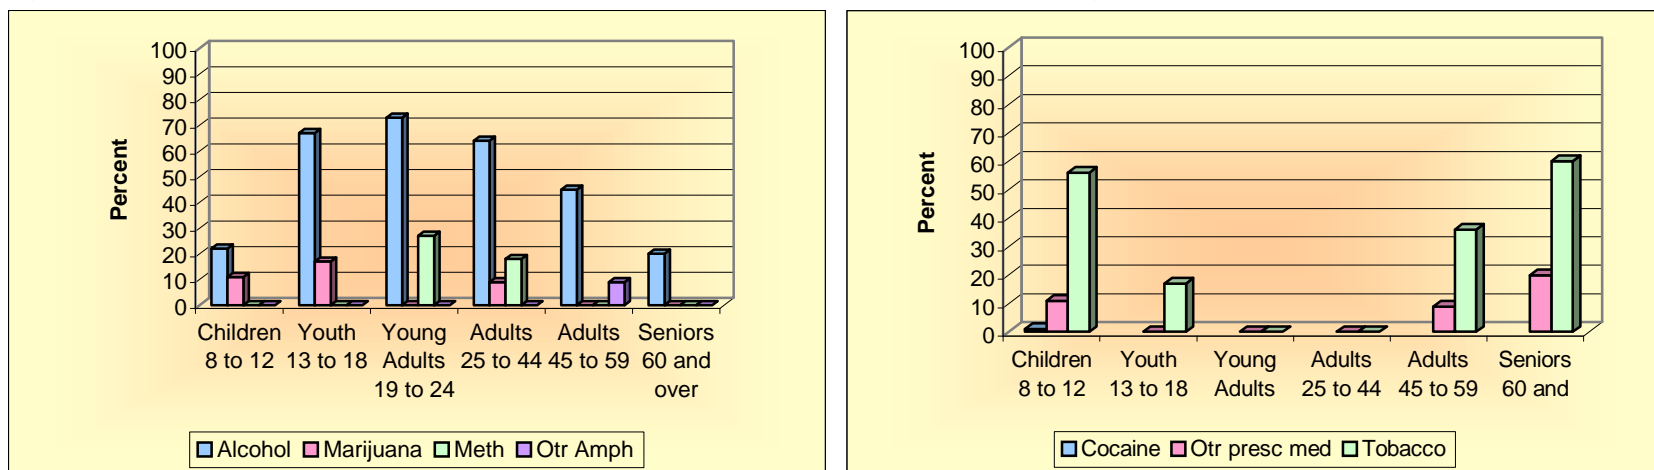 100
90
80
70
60
50
40
30
20
10
0
Percent
Children
8 to 12
Youth
13 to 18
Young
Adults
19 to 24
Adults
25 to 44
Adults
45 to 59
Seniors
60 and
over
Alcohol Marijuana Meth Otr Amph
100
90
80
70
60
50
40
30
20
10
0
Percent
Children
8 to 12
Youth
13 to 18
Young
Adults
Adults
25 to 44
Adults
45 to 59
Seniors
60 and
Cocaine Otr presc med Tobacco